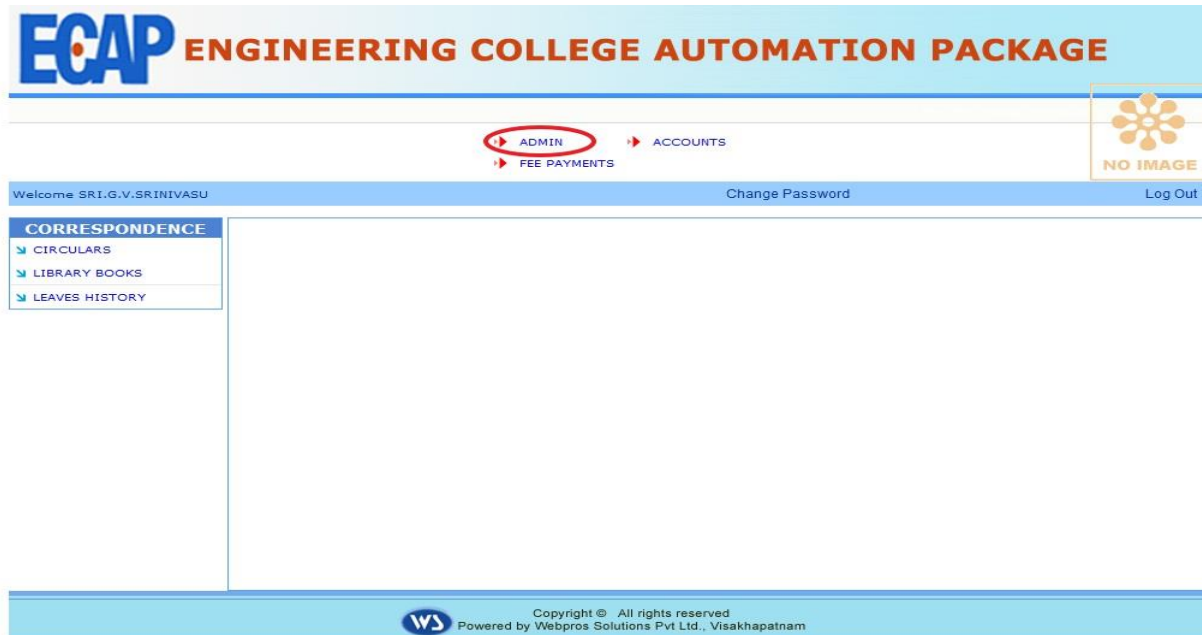 ECAP ENGINEERING COLLEGE AUTOMATION PACKAGE
ADMIN ACCOUNTS
FEE PAYMENTS
NO IMAGE
Welcome SRI.G.V.SRINIVASU Change Password Log Out
CORRESPONDENCE
CIRCULARS
LIBRARY BOOKS
LEAVES HISTORY
WS
Copyright © All rights reserved
Powered by Webpros Solutions Pvt Ltd., Visakhapatnam